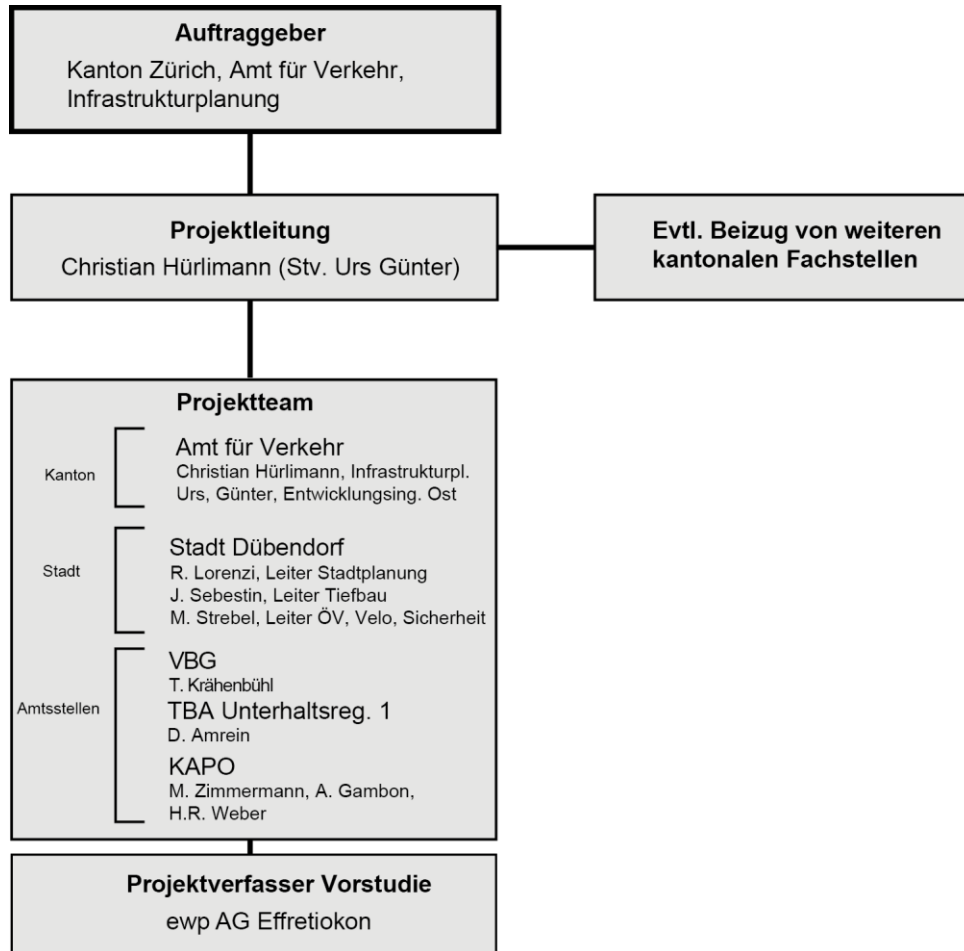 Auftraggeber
Kanton Zürich, Amt für Verkehr,
Infrastrukturplanung
Projektleitung
Christian Hürlimann (Stv. Urs Günter)
Evtl. Beizug von weiteren
kantonalen Fachstellen
Projektteam
Kanton
Amt für Verkehr
Christian Hürlimann, Infrastrukturpl.
Urs, Günter, Entwicklungsing. Ost
Stadt
Stadt Dübendorf
R. Lorenzi, Leiter Stadtplanung
J. Sebestin, Leiter Tiefbau
M. Strebel, Leiter ÖV, Velo, Sicherheit
Amtsstellen
VBG
T. Krähenbühl
TBA Unterhaltsreg. 1
D. Amrein
KAPO
M. Zimmermann, A. Gambon,
H.R. Weber
Projektverfasser Vorstudie
ewp AG Effretiokon